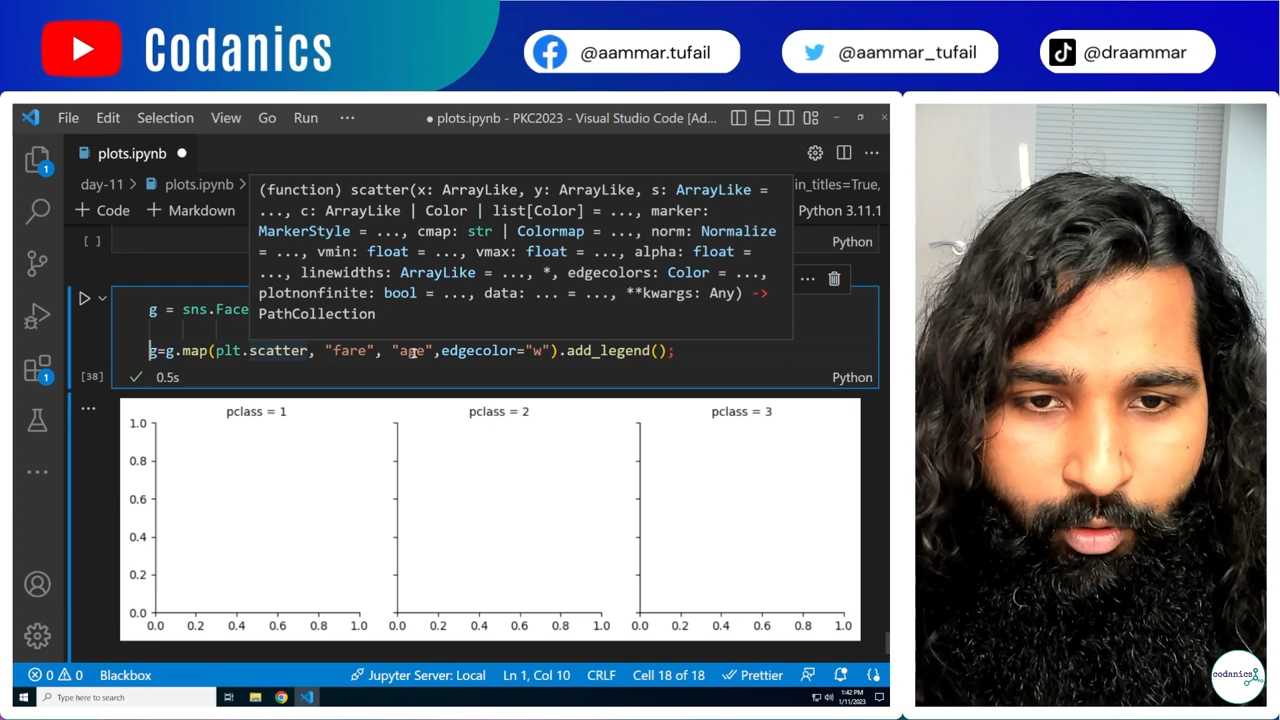 Codanics
@aammar.tufail
@aammar_tufail
@draammar
File Edit Selection View Go Run ···
● plots.ipynb - PKC2023 - Visual Studio Code [Ad...
plots.ipynb ●
day-11 > plots.ipynb >
in_titles=True,
+ Code + Markdown
Python 3.11.1
(function) scatter(x: ArrayLike, y: ArrayLike, s: ArrayLike =
..., c: ArrayLike | Color | list[Color] = ..., marker:
MarkerStyle = ..., cmap: str | Colormap = ..., norm: Normalize
= ..., vmin: float = ..., vmax: float = ..., alpha: float =
..., linewidths: ArrayLike = ..., *, edgecolors: Color = ...,
plotnonfinite: bool = ..., data: ... = ..., **kwargs: Any) ->
PathCollection
[ ]
Python
g = sns.Face
g=g.map(plt.scatter, "fare", "age",edgecolor="w").add_legend();
[38]
0.5s
Python
pclass = 1
pclass = 2
pclass = 3
1.0
0.8
0.6
0.4
0.2
0.0
0.0 0.2 0.4 0.6 0.8 1.0
0.0 0.2 0.4 0.6 0.8 1.0
0.0 0.2 0.4 0.6 0.8 1.0
1
1
0 0 Blackbox
Jupyter Server: Local
Ln 1, Col 10
CRLF
Cell 18 of 18
Prettier
Type here to search
1:42 PM
1/11/2023
codanics